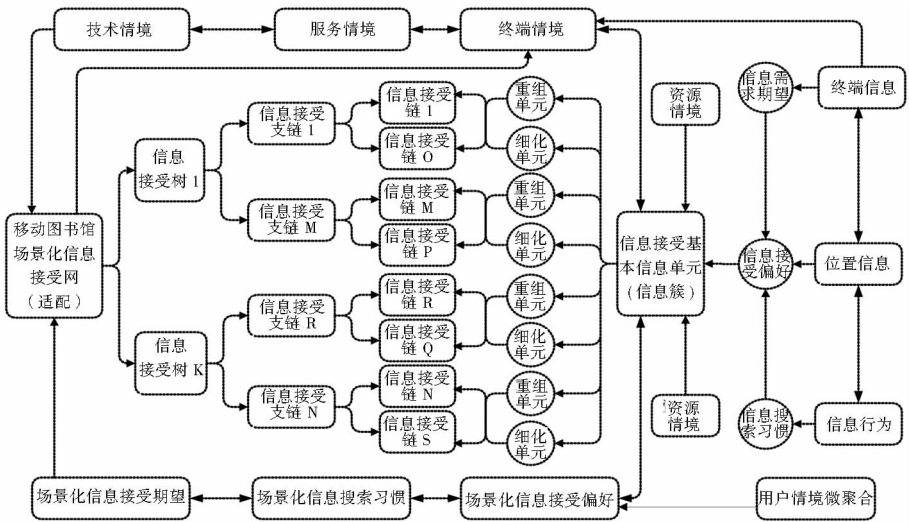 技术情境
服务情境
终端情境
信息需
求期望
终端信息
资源
情境
信息接受
链 1
重组
单元
信息接受
支链 1
信息接受
链 O
细化
单元
信息
接受树 1
信息接受
链 M
重组
单元
信息接受
支链 M
信息接受
链 P
细化
单元
移动图书馆
场景化信息
接受网
(适配)
信息接受基
本信息单元
(信息簇)
信息接
受偏好
位置信息
信息接受
链 R
重组
单元
信息接受
支链 R
信息接受
链 Q
细化
单元
信息
接受树 K
信息接受
链 N
重组
单元
信息接受
支链 N
信息接受
链 S
细化
单元
资源
情境
信息搜
索习惯
信息行为
场景化信息接受期望
场景化信息搜索习惯
场景化信息接受偏好
用户情境微聚合